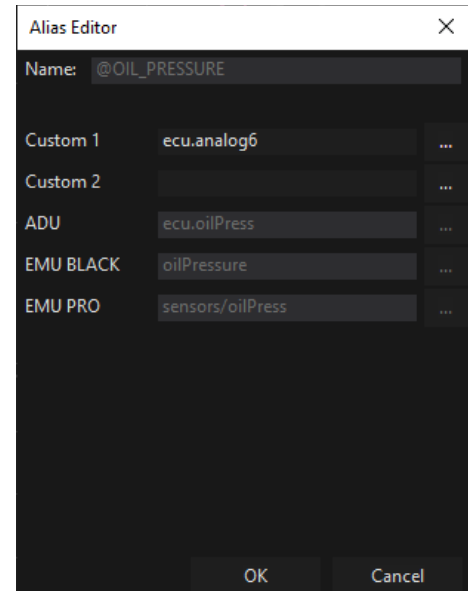 Alias Editor
Name: @OIL_PRESSURE
Custom 1 ecu.analog6 ...
Custom 2 ...
ADU ecu.oilPress ...
EMU BLACK oilPressure ...
EMU PRO sensors/oilPress ...
OK Cancel